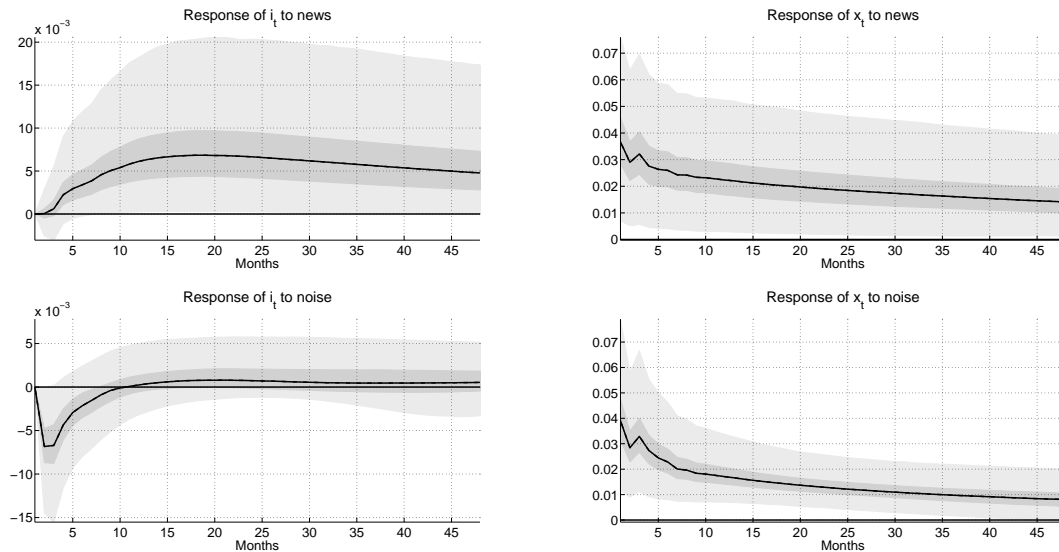 Response of i_t to news
x 10^-3
20
15
10
5
0
5 10 15 20 25 30 35 40 45
Months
Response of x_t to news
0.07
0.06
0.05
0.04
0.03
0.02
0.01
0
5 10 15 20 25 30 35 40 45
Months
Response of i_t to noise
x 10^-3
5
0
−5
−10
−15
5 10 15 20 25 30 35 40 45
Months
Response of x_t to noise
0.07
0.06
0.05
0.04
0.03
0.02
0.01
0
5 10 15 20 25 30 35 40 45
Months